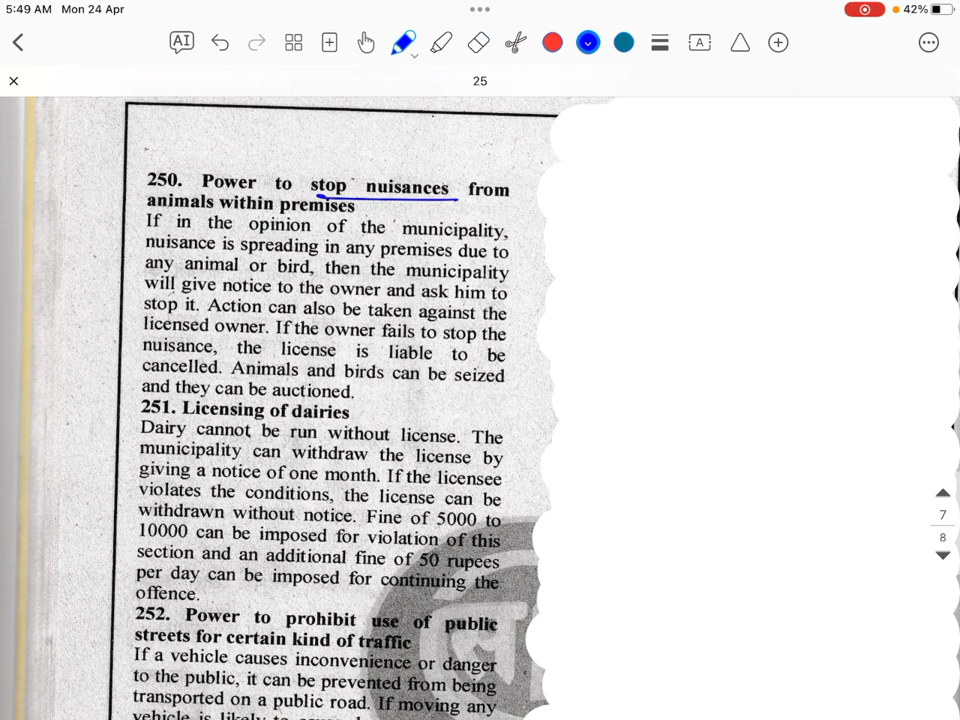 5:49 AM Mon 24 Apr
42%
AI
A
25
250. Power to stop nuisances from
animals within premises
If in the opinion of the municipality,
nuisance is spreading in any premises due to
any animal or bird, then the municipality
will give notice to the owner and ask him to
stop it. Action can also be taken against the
licensed owner. If the owner fails to stop the
nuisance, the license is liable to be
cancelled. Animals and birds can be seized
and they can be auctioned.
251. Licensing of dairies
Dairy cannot be run without license. The
municipality can withdraw the license by
giving a notice of one month. If the licensee
violates the conditions, the license can be
withdrawn without notice. Fine of 5000 to
10000 can be imposed for violation of this
section and an additional fine of 50 rupees
per day can be imposed for continuing the
offence.
252. Power to prohibit use of public
streets for certain kind of traffic
If a vehicle causes inconvenience or danger
to the public, it can be prevented from being
transported on a public road. If moving any
vehicle is likely to
7
8